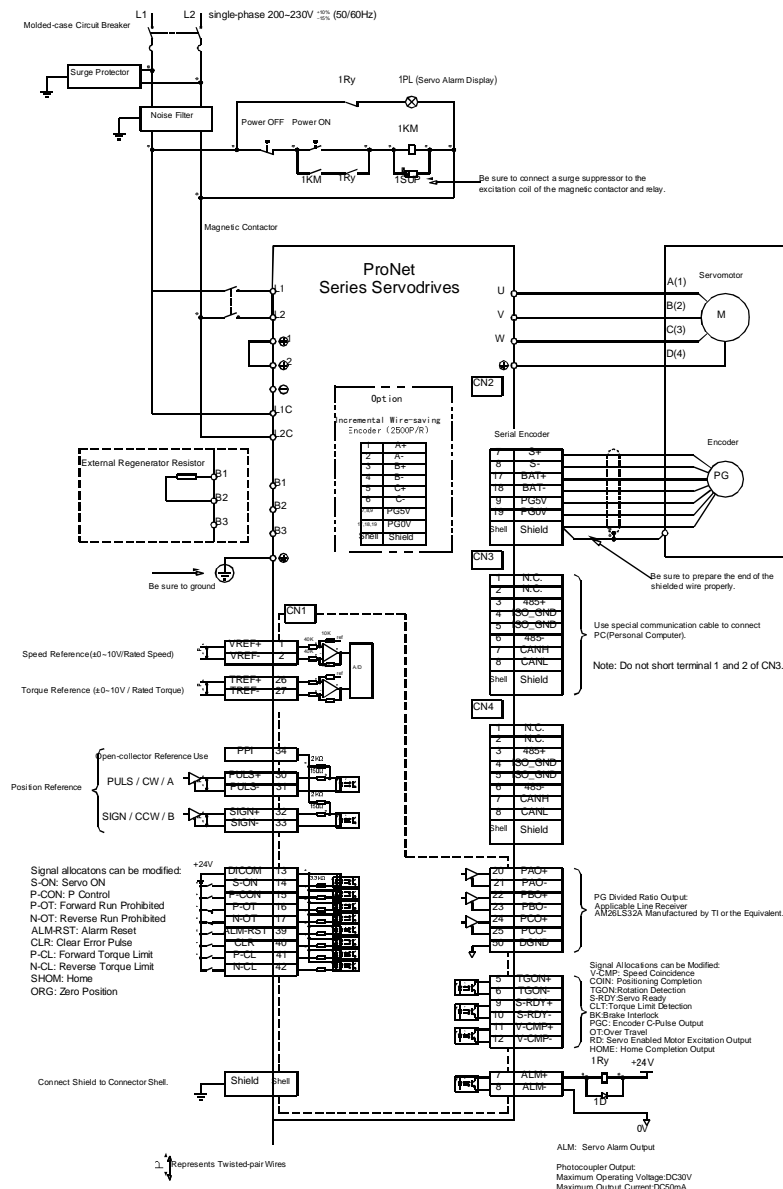 L1 L2 single-phase 200~230V +10% -15% (50/60Hz)
Molded-case Circuit Breaker
Surge Protector
1Ry 1PL (Servo Alarm Display)
Noise Filter
Power OFF Power ON 1KM
1KM 1Ry 1SUP
Be sure to connect a surge suppressor to the
excitation coil of the magnetic contactor and relay.
Magnetic Contactor
ProNet
Series Servodrives
L1
L2
1
2
L1C
L2C
B1
B2
B3
U
V
W
A(1)
B(2)
C(3)
D(4)
Servomotor
M
CN2
Option
Incremental Wire-saving
Encoder (2500P/R)
1 A+
2 A-
3 B+
4 B-
5 C+
6 C-
PG5V
PG0V
Shell Shield
External Regenerator Resistor
B1
B2
B3
Be sure to ground
Serial Encoder
7 S+
8 S-
17 BAT+
18 BAT-
9 PG5V
19 PG0V
Shell Shield
Encoder
PG
P
Be sure to prepare the end of the
shielded wire properly.
CN3
1 N.C.
2 N.C.
3 485+
4 ISO_GND
5 ISO_GND
6 485-
7 CANH
8 CANL
Shell Shield
Use special communication cable to connect
PC(Personal Computer).
Note: Do not short terminal 1 and 2 of CN3.
CN1
Speed Reference(±0~10V/Rated Speed)
VREF+ 1
VREF- 2
10K
40K
ref
A/D
Torque Reference (±0~10V / Rated Torque)
TREF+ 26
TREF- 27
ref
CN4
1 N.C.
2 N.C.
3 485+
4 ISO_GND
5 ISO_GND
6 485-
7 CANH
8 CANL
Shell Shield
Open-collector Reference Use
PPI 34
2KΩ
Position Reference
PULS / CW / A
PULS+ 30
PULS- 31
150Ω
2KΩ
SIGN / CCW / B
SIGN+ 32
SIGN- 33
150Ω
Signal allocatons can be modified:
S-ON: Servo ON
P-CON: P Control
P-OT: Forward Run Prohibited
N-OT: Reverse Run Prohibited
ALM-RST: Alarm Reset
CLR: Clear Error Pulse
P-CL: Forward Torque Limit
N-CL: Reverse Torque Limit
SHOM: Home
ORG: Zero Position
+24V
DICOM 13
S-ON 14
P-CON 15
P-OT 16
N-OT 17
ALM-RST 39
CLR 40
P-CL 41
N-CL 42
3.3KΩ
20 PAO+
21 PAO-
22 PBO+
23 PBO-
24 PCO+
25 PCO-
50 DGND
PG Divided Ratio Output:
Applicable Line Receiver
AM26LS32A Manufactured by TI or the Equivalent.
5 TGON+
6 TGON-
9 S-RDY+
10 S-RDY-
11 V-CMP+
12 V-CMP-
Signal Allocations can be Modified:
V-CMP: Speed Coincidence
COIN: Positioning Completion
TGON:Rotation Detection
S-RDY:Servo Ready
CLT:Torque Limit Detection
BK:Brake Interlock
PGC: Encoder C-Pulse Output
OT:Over Travel
RD: Servo Enabled Motor Excitation Output
HOME: Home Completion Output
Connect Shield to Connector Shell.
Shield Shell
7 ALM+
8 ALM-
1Ry +24V
1D
0V
ALM: Servo Alarm Output
P Represents Twisted-pair Wires
Photocoupler Output:
Maximum Operating Voltage:DC30V
Maximum Output Current:DC50mA